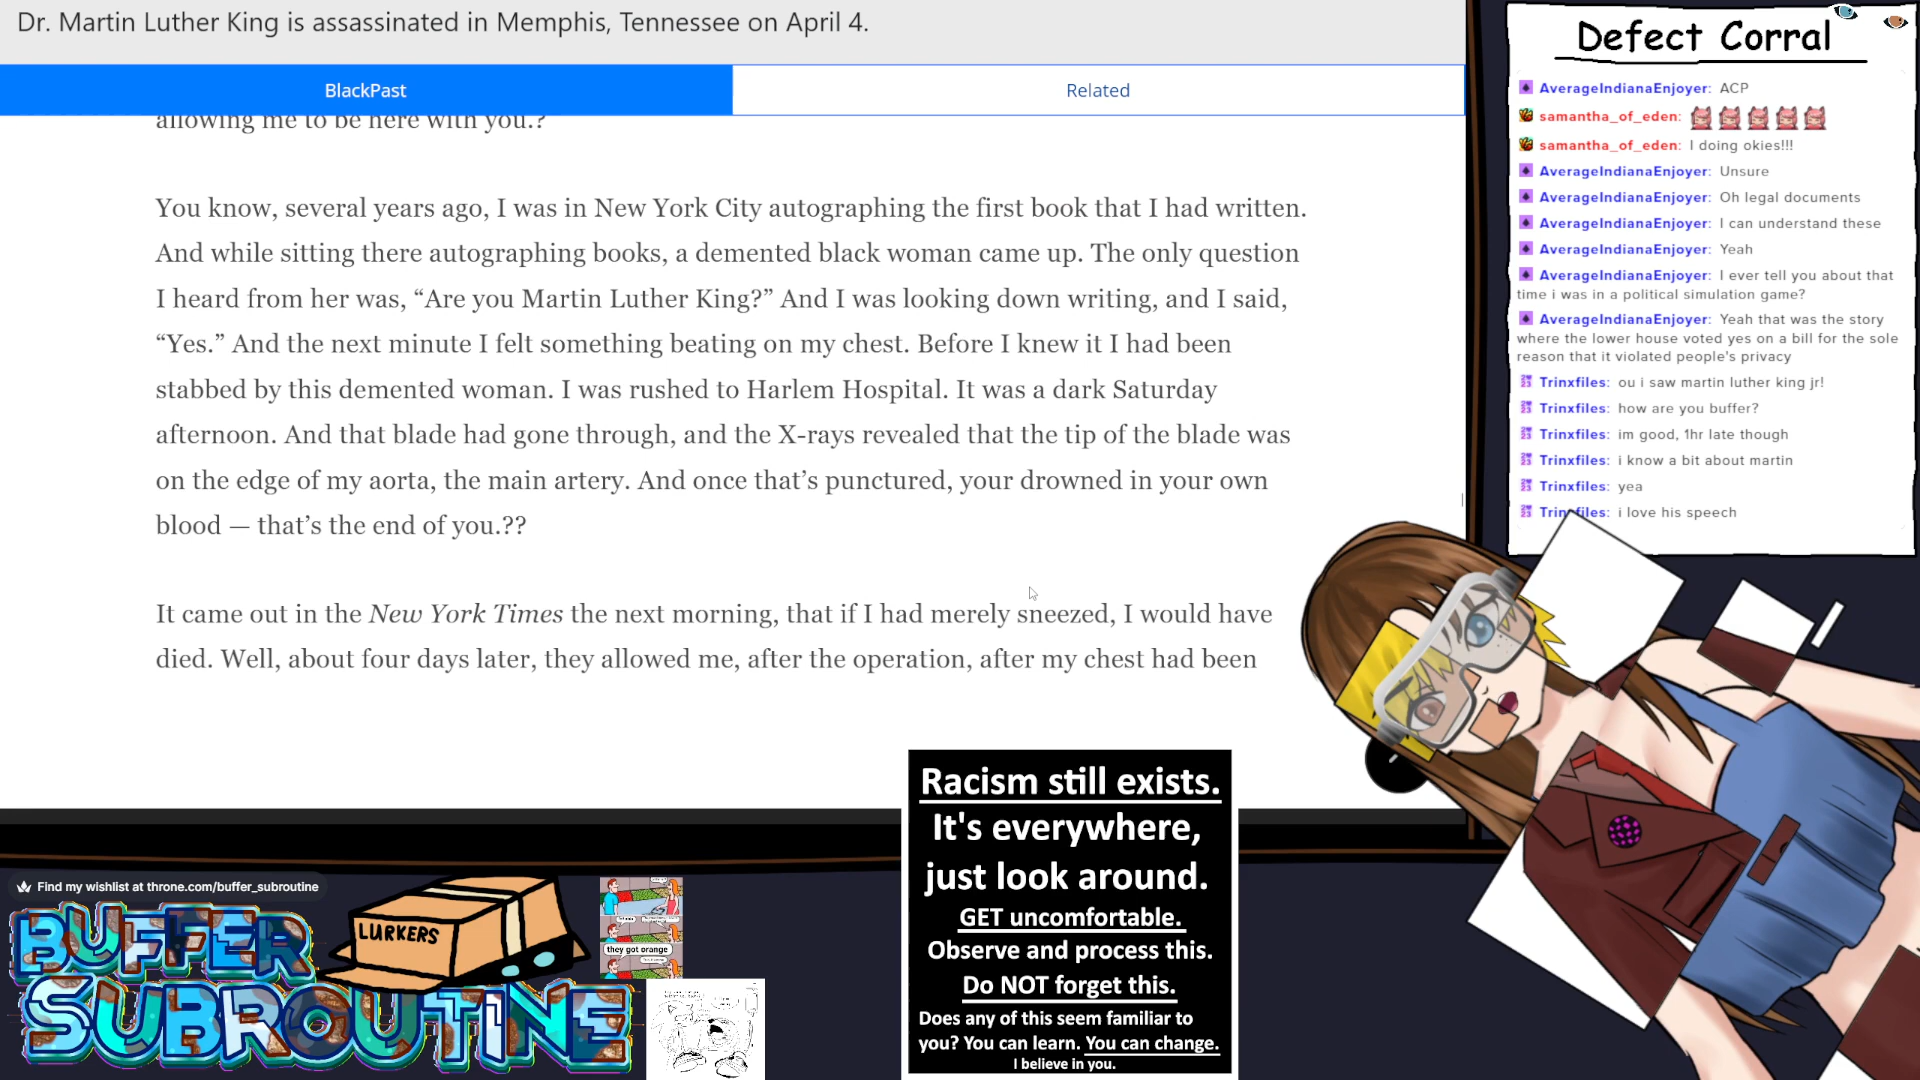 Dr. Martin Luther King is assassinated in Memphis, Tennessee on April 4.
BlackPast
Related
allowing me to be here with you.?
You know, several years ago, I was in New York City autographing the first book that I had written.
And while sitting there autographing books, a demented black woman came up. The only question
I heard from her was, “Are you Martin Luther King?” And I was looking down writing, and I said,
“Yes.” And the next minute I felt something beating on my chest. Before I knew it I had been
stabbed by this demented woman. I was rushed to Harlem Hospital. It was a dark Saturday
afternoon. And that blade had gone through, and the X-rays revealed that the tip of the blade was
on the edge of my aorta, the main artery. And once that’s punctured, your drowned in your own
blood — that’s the end of you.??
It came out in the New York Times the next morning, that if I had merely sneezed, I would have
died. Well, about four days later, they allowed me, after the operation, after my chest had been
Defect Corral
AverageIndianaEnjoyer: ACP
samantha_of_eden:
samantha_of_eden: I doing okies!!!
AverageIndianaEnjoyer: Unsure
AverageIndianaEnjoyer: Oh legal documents
AverageIndianaEnjoyer: I can understand these
AverageIndianaEnjoyer: Yeah
AverageIndianaEnjoyer: I ever tell you about that
time i was in a political simulation game?
AverageIndianaEnjoyer: Yeah that was the story
where the lower house voted yes on a bill for the sole
reason that it violated people's privacy
Trinxfiles: ou i saw martin luther king jr!
Trinxfiles: how are you buffer?
Trinxfiles: im good, 1hr late though
Trinxfiles: i know a bit about martin
Trinxfiles: yea
Trinxfiles: i love his speech
Find my wishlist at throne.com/buffer_subroutine
BUFFER
SUBROUTINE
LURKERS
they got orange
Racism still exists.
It's everywhere,
just look around.
GET uncomfortable.
Observe and process this.
Do NOT forget this.
Does any of this seem familiar to
you? You can learn. You can change.
I believe in you.